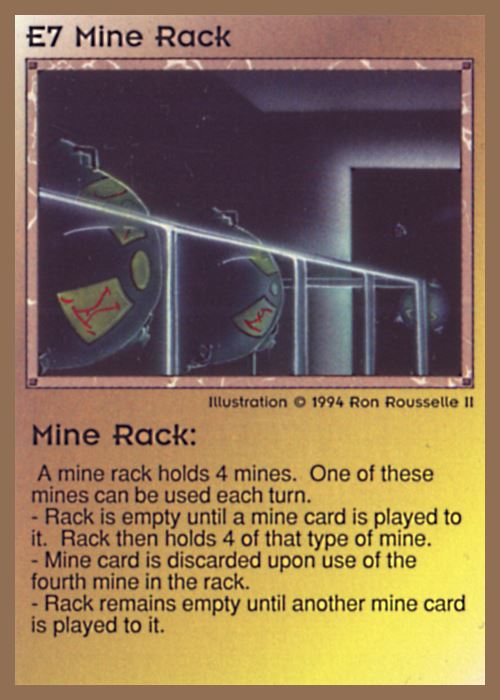 E7 Mine Rack
Illustration © 1994 Ron Rousselle II
Mine Rack:
A mine rack holds 4 mines.  One of these
mines can be used each turn.
- Rack is empty until a mine card is played to
it.  Rack then holds 4 of that type of mine.
- Mine card is discarded upon use of the
fourth mine in the rack.
- Rack remains empty until another mine card
is played to it.